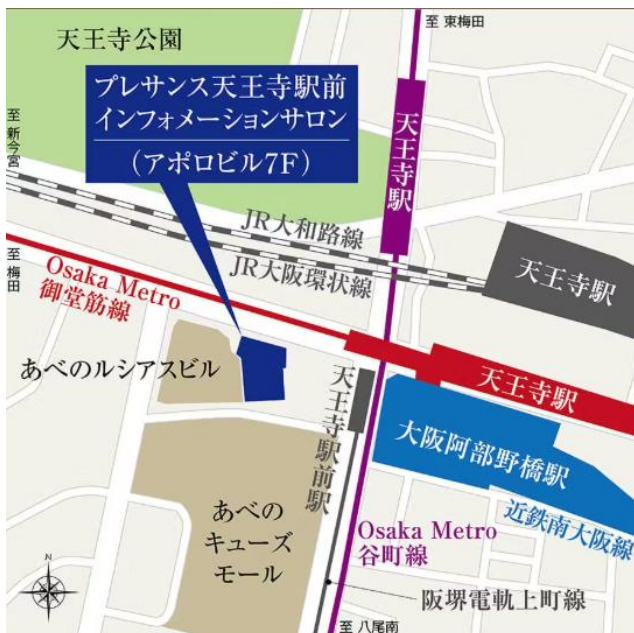 至 東梅田
天王寺公園
プレサンス天王寺駅前
インフォメーションサロン
(アポロビル7F)
至 新今宮
天王寺駅
JR大和路線
JR大阪環状線
天王寺駅
至 梅田
Osaka Metro
御堂筋線
あべのルシアスビル
天王寺駅前駅
天王寺駅
大阪阿部野橋駅
近鉄南大阪線
あべの
キューズ
モール
Osaka Metro
谷町線
阪堺電軌上町線
N
至 八尾南